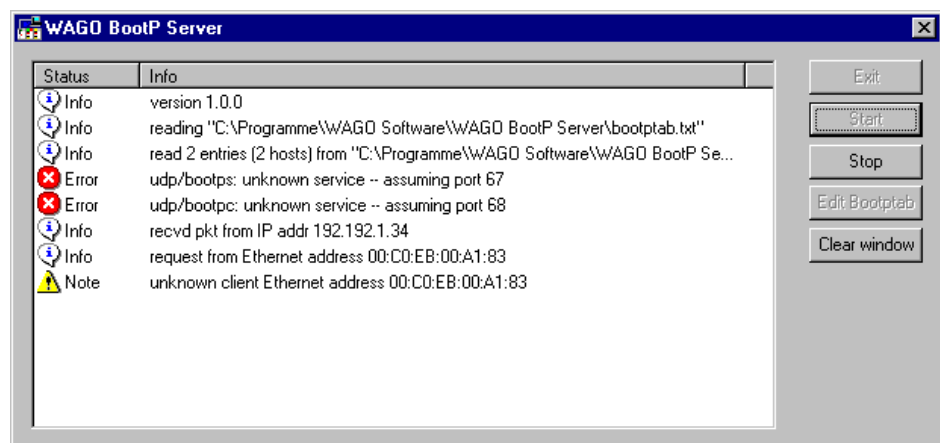 WAGO BootP Server
Status Info
Info version 1.0.0
Info reading "C:\Programme\WAGO Software\WAGO BootP Server\bootptab.txt"
Info read 2 entries (2 hosts) from "C:\Programme\WAGO Software\WAGO BootP Se...
Error udp/bootps: unknown service -- assuming port 67
Error udp/bootpc: unknown service -- assuming port 68
Info recvd pkt from IP addr 192.192.1.34
Info request from Ethernet address 00:C0:EB:00:A1:83
Note unknown client Ethernet address 00:C0:EB:00:A1:83
Exit
Start
Stop
Edit Bootptab
Clear window